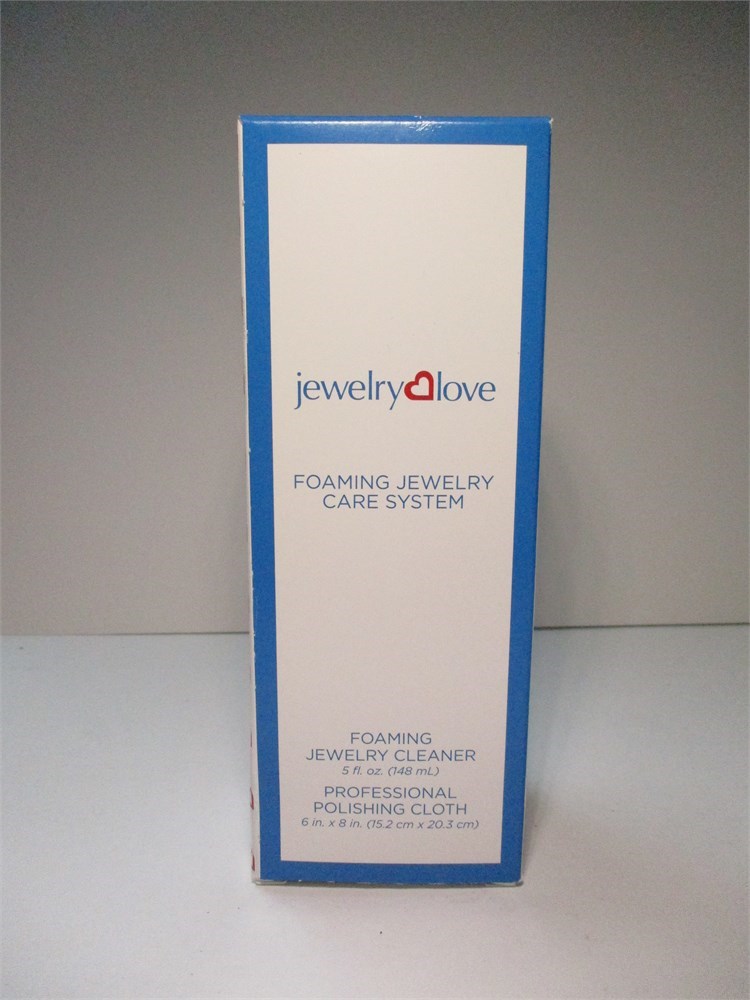 jewelry love
FOAMING JEWELRY
CARE SYSTEM
FOAMING
JEWELRY CLEANER
5 fl. oz. (148 mL)
PROFESSIONAL
POLISHING CLOTH
6 in. x 8 in. (15.2 cm x 20.3 cm)